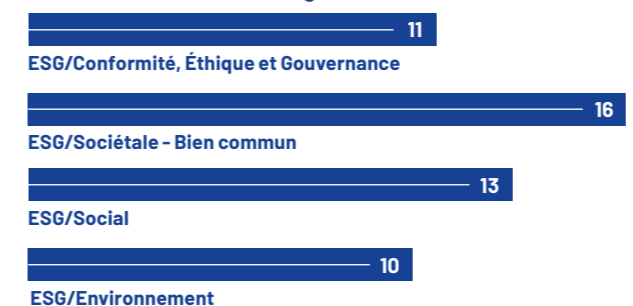 11
ESG/Conformité, Éthique et Gouvernance
16
ESG/Sociétale - Bien commun
13
ESG/Social
10
ESG/Environnement